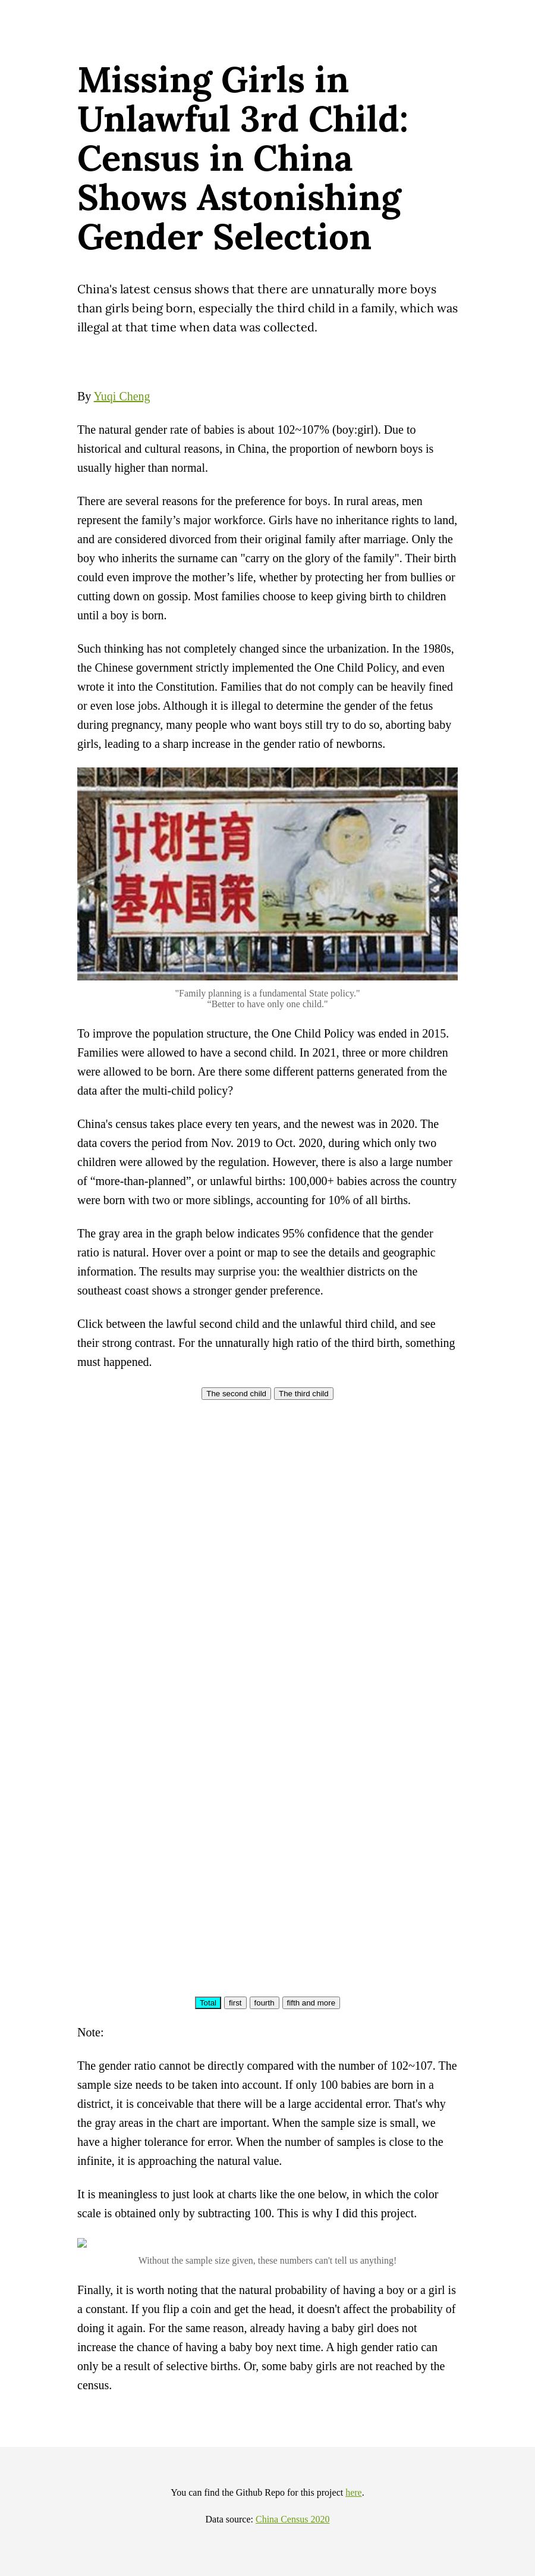 Missing Girls in
Unlawful 3rd Child:
Census in China
Shows Astonishing
Gender Selection
China's latest census shows that there are unnaturally more boys
than girls being born, especially the third child in a family, which was
illegal at that time when data was collected.
By Yuqi Cheng
The natural gender rate of babies is about 102~107% (boy:girl). Due to
historical and cultural reasons, in China, the proportion of newborn boys is
usually higher than normal.
There are several reasons for the preference for boys. In rural areas, men
represent the family’s major workforce. Girls have no inheritance rights to land,
and are considered divorced from their original family after marriage. Only the
boy who inherits the surname can "carry on the glory of the family". Their birth
could even improve the mother’s life, whether by protecting her from bullies or
cutting down on gossip. Most families choose to keep giving birth to children
until a boy is born.
Such thinking has not completely changed since the urbanization. In the 1980s,
the Chinese government strictly implemented the One Child Policy, and even
wrote it into the Constitution. Families that do not comply can be heavily fined
or even lose jobs. Although it is illegal to determine the gender of the fetus
during pregnancy, many people who want boys still try to do so, aborting baby
girls, leading to a sharp increase in the gender ratio of newborns.
计划生育
基本国策
只生一个好
"Family planning is a fundamental State policy."
“Better to have only one child."
To improve the population structure, the One Child Policy was ended in 2015.
Families were allowed to have a second child. In 2021, three or more children
were allowed to be born. Are there some different patterns generated from the
data after the multi-child policy?
China's census takes place every ten years, and the newest was in 2020. The
data covers the period from Nov. 2019 to Oct. 2020, during which only two
children were allowed by the regulation. However, there is also a large number
of “more-than-planned”, or unlawful births: 100,000+ babies across the country
were born with two or more siblings, accounting for 10% of all births.
The gray area in the graph below indicates 95% confidence that the gender
ratio is natural. Hover over a point or map to see the details and geographic
information. The results may surprise you: the wealthier districts on the
southeast coast shows a stronger gender preference.
Click between the lawful second child and the unlawful third child, and see
their strong contrast. For the unnaturally high ratio of the third birth, something
must happened.
The second child The third child
Total first fourth fifth and more
Note:
The gender ratio cannot be directly compared with the number of 102~107. The
sample size needs to be taken into account. If only 100 babies are born in a
district, it is conceivable that there will be a large accidental error. That's why
the gray areas in the chart are important. When the sample size is small, we
have a higher tolerance for error. When the number of samples is close to the
infinite, it is approaching the natural value.
It is meaningless to just look at charts like the one below, in which the color
scale is obtained only by subtracting 100. This is why I did this project.
Without the sample size given, these numbers can't tell us anything!
Finally, it is worth noting that the natural probability of having a boy or a girl is
a constant. If you flip a coin and get the head, it doesn't affect the probability of
doing it again. For the same reason, already having a baby girl does not
increase the chance of having a baby boy next time. A high gender ratio can
only be a result of selective births. Or, some baby girls are not reached by the
census.
You can find the Github Repo for this project here.
Data source: China Census 2020